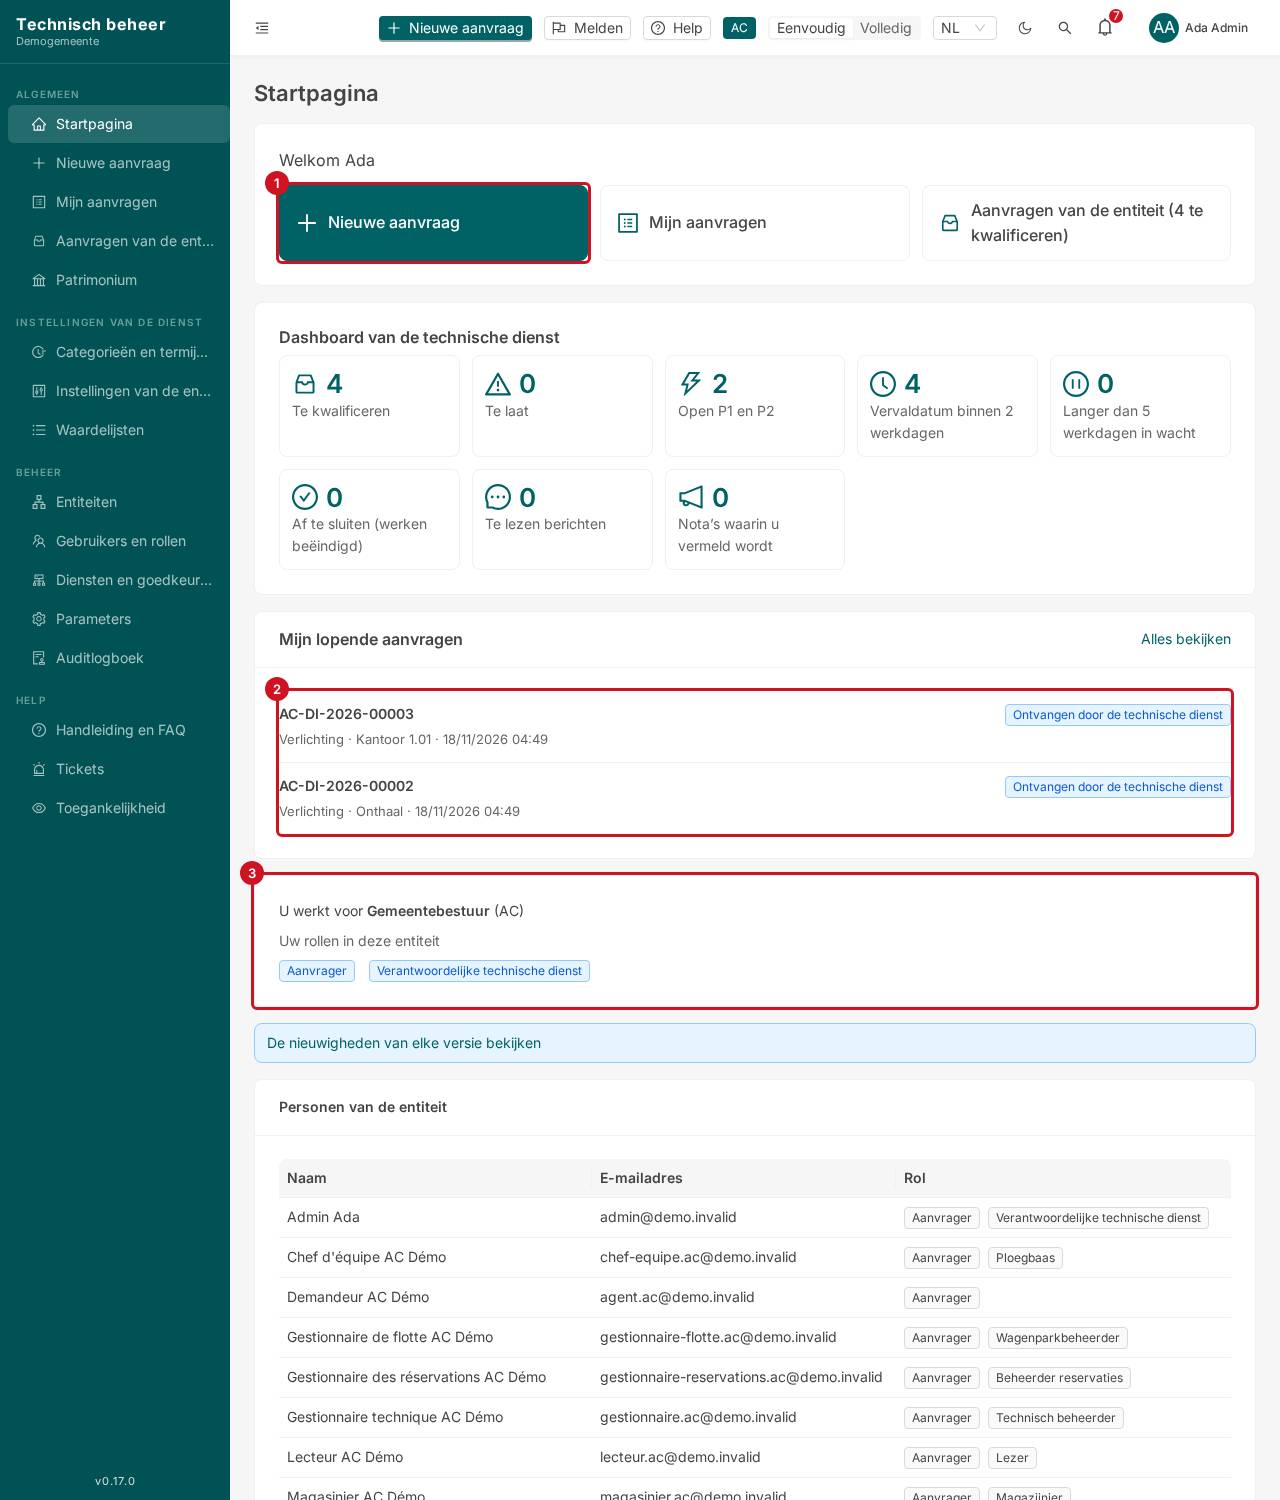 Technisch beheer
Demogemeente
ALGEMEEN
Startpagina
Nieuwe aanvraag
Mijn aanvragen
Aanvragen van de ent...
Patrimonium
INSTELLINGEN VAN DE DIENST
Categorieën en termij...
Instellingen van de en...
Waardelijsten
BEHEER
Entiteiten
Gebruikers en rollen
Diensten en goedkeur...
Parameters
Auditlogboek
HELP
Handleiding en FAQ
Tickets
Toegankelijkheid
v0.17.0
Nieuwe aanvraag Melden Help AC Eenvoudig Volledig NL 7 AA Ada Admin
Startpagina
Welkom Ada
1
Nieuwe aanvraag
Mijn aanvragen
Aanvragen van de entiteit (4 te
kwalificeren)
Dashboard van de technische dienst
4
Te kwalificeren
0
Te laat
2
Open P1 en P2
4
Vervaldatum binnen 2
werkdagen
0
Langer dan 5
werkdagen in wacht
0
Af te sluiten (werken
beëindigd)
0
Te lezen berichten
0
Nota's waarin u
vermeld wordt
Mijn lopende aanvragen Alles bekijken
2
AC-DI-2026-00003 Ontvangen door de technische dienst
Verlichting · Kantoor 1.01 · 18/11/2026 04:49
AC-DI-2026-00002 Ontvangen door de technische dienst
Verlichting · Onthaal · 18/11/2026 04:49
3
U werkt voor Gemeentebestuur (AC)
Uw rollen in deze entiteit
Aanvrager Verantwoordelijke technische dienst
De nieuwigheden van elke versie bekijken
Personen van de entiteit
Naam E-mailadres Rol
Admin Ada admin@demo.invalid Aanvrager Verantwoordelijke technische dienst
Chef d'équipe AC Démo chef-equipe.ac@demo.invalid Aanvrager Ploegbaas
Demandeur AC Démo agent.ac@demo.invalid Aanvrager
Gestionnaire de flotte AC Démo gestionnaire-flotte.ac@demo.invalid Aanvrager Wagenparkbeheerder
Gestionnaire des réservations AC Démo gestionnaire-reservations.ac@demo.invalid Aanvrager Beheerder reservaties
Gestionnaire technique AC Démo gestionnaire.ac@demo.invalid Aanvrager Technisch beheerder
Lecteur AC Démo lecteur.ac@demo.invalid Aanvrager Lezer
Magasinier AC Démo magasinier.ac@demo.invalid Aanvrager Magazijnier